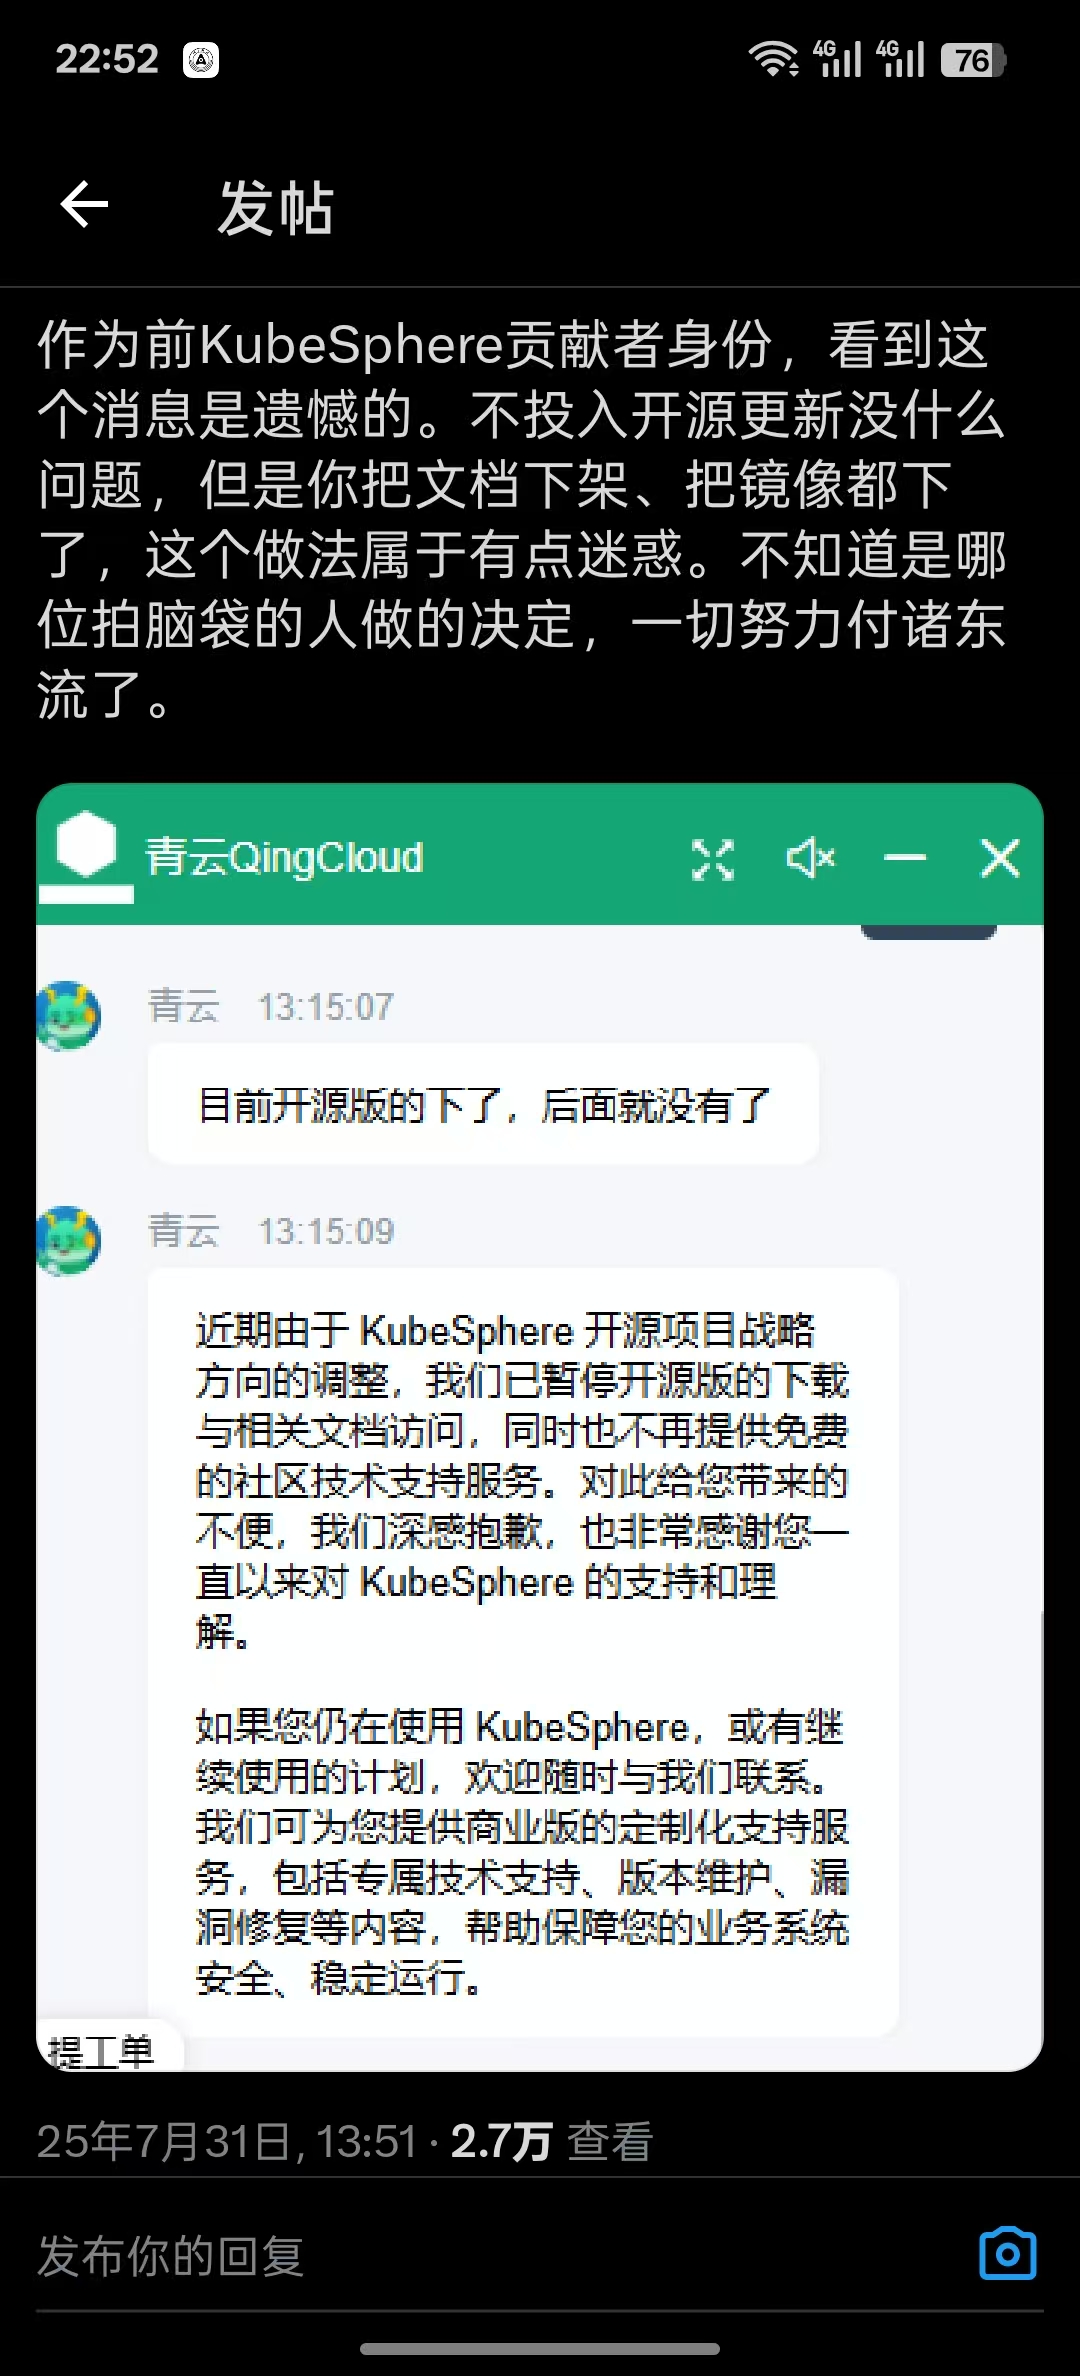 22:52
4G 4G 76
发帖
作为前KubeSphere贡献者身份，看到这
个消息是遗憾的。不投入开源更新没什么
问题，但是你把文档下架、把镜像都下
了，这个做法属于有点迷惑。不知道是哪
位拍脑袋的人做的决定，一切努力付诸东
流了。
青云QingCloud
青云 13:15:07
目前开源版的下了，后面就没有了
青云 13:15:09
近期由于 KubeSphere 开源项目战略
方向的调整，我们已暂停开源版的下载
与相关文档访问，同时也不再提供免费
的社区技术支持服务。对此给您带来的
不便，我们深感抱歉，也非常感谢您一
直以来对 KubeSphere 的支持和理
解。
如果您仍在使用 KubeSphere，或有继
续使用的计划，欢迎随时与我们联系。
我们可为您提供商业版的定制化支持服
务，包括专属技术支持、版本维护、漏
洞修复等内容，帮助保障您的业务系统
安全、稳定运行。
提工单
25年7月31日, 13:51 · 2.7万 查看
发布你的回复